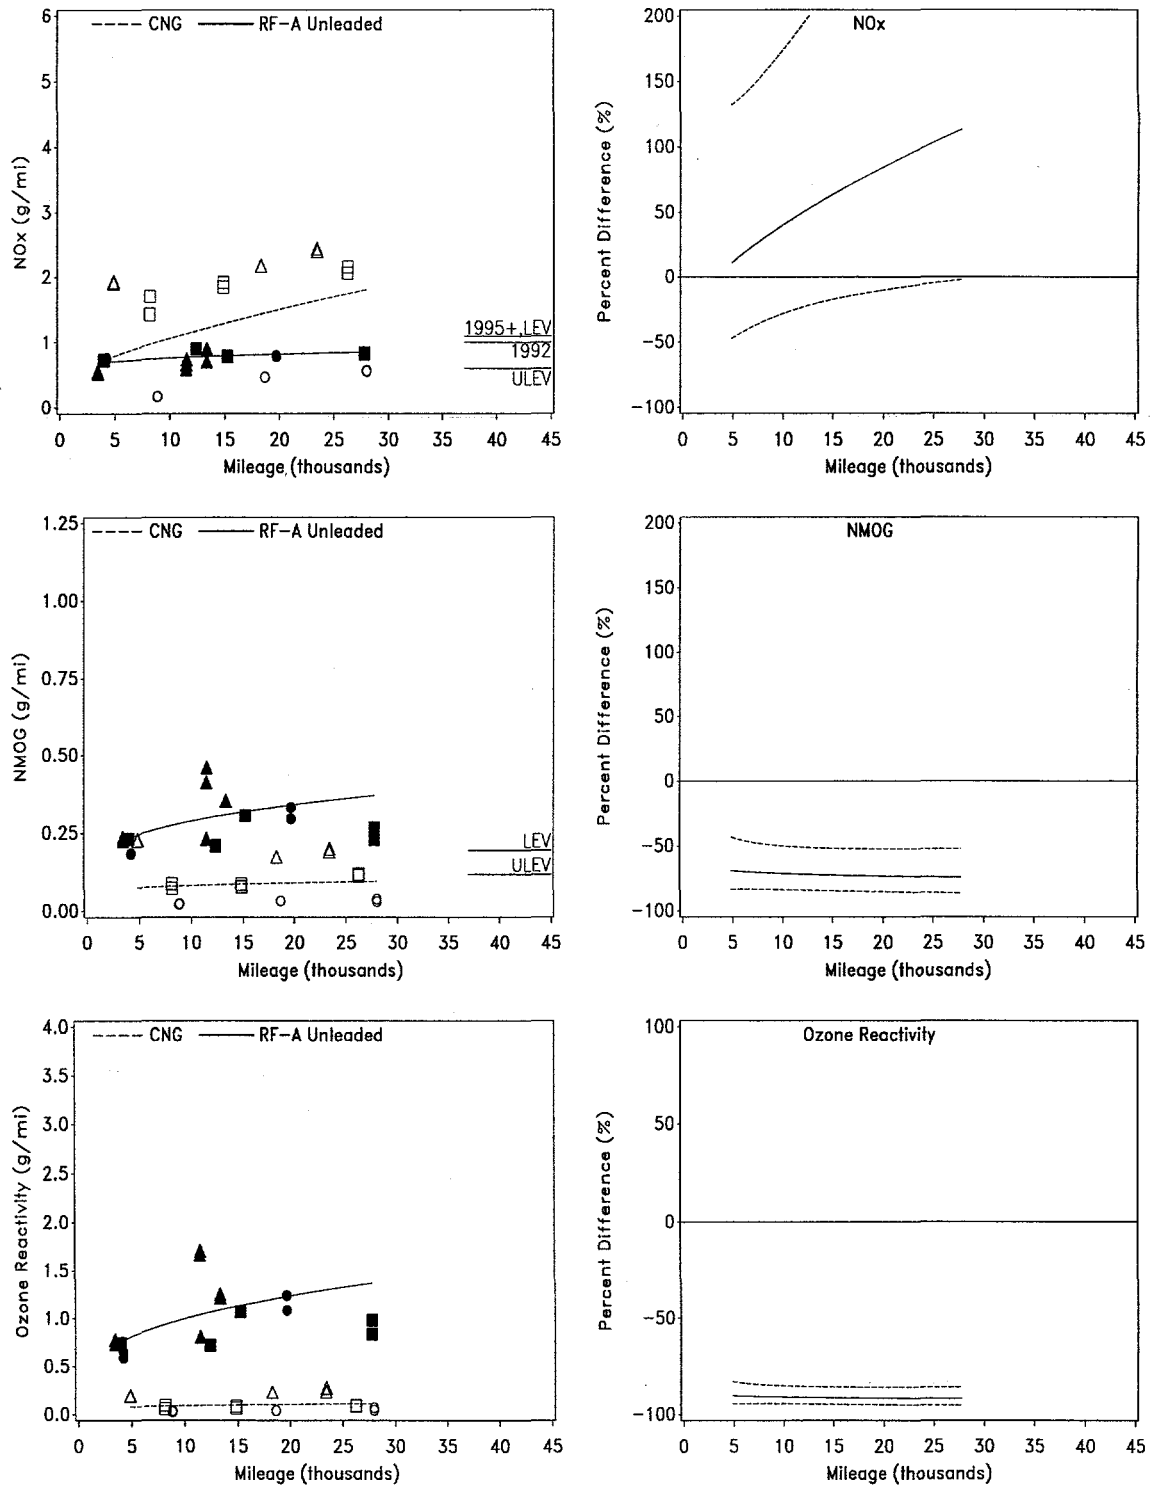 CNG RF-A Unleaded
6
5
4
3
2
1
0
NOx (g/mi)
1995+,LEV
1992
ULEV
0 5 10 15 20 25 30 35 40 45
Mileage (thousands)
NOx
200
150
100
50
0
-50
-100
Percent Difference (%)
0 5 10 15 20 25 30 35 40 45
Mileage (thousands)
CNG RF-A Unleaded
1.25
1.00
0.75
0.50
0.25
0.00
NMOG (g/mi)
LEV
ULEV
0 5 10 15 20 25 30 35 40 45
Mileage (thousands)
NMOG
200
150
100
50
0
-50
-100
Percent Difference (%)
0 5 10 15 20 25 30 35 40 45
Mileage (thousands)
CNG RF-A Unleaded
4.0
3.5
3.0
2.5
2.0
1.5
1.0
0.5
0.0
Ozone Reactivity (g/mi)
0 5 10 15 20 25 30 35 40 45
Mileage (thousands)
Ozone Reactivity
100
50
0
-50
-100
Percent Difference (%)
0 5 10 15 20 25 30 35 40 45
Mileage (thousands)